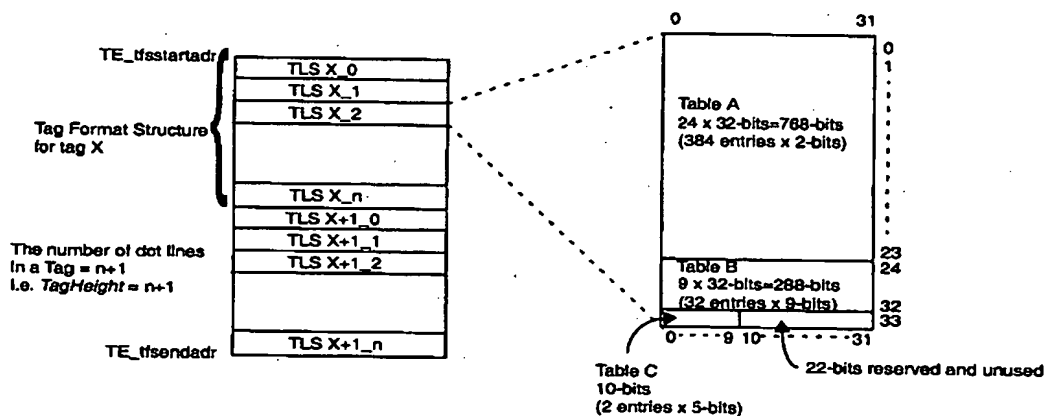 TE_tfsstartadr
TLS X_0
TLS X_1
TLS X_2
Tag Format Structure
for tag X
TLS X_n
TLS X+1_0
TLS X+1_1
TLS X+1_2
The number of dot lines
in a Tag = n+1
i.e. TagHeight = n+1
TLS X+1_n
TE_tfsendadr
0
31
0
1
Table A
24 x 32-bits=768-bits
(384 entries x 2-bits)
23
24
Table B
9 x 32-bits=288-bits
(32 entries x 9-bits)
32
33
0
9
10
31
Table C
10-bits
(2 entries x 5-bits)
22-bits reserved and unused